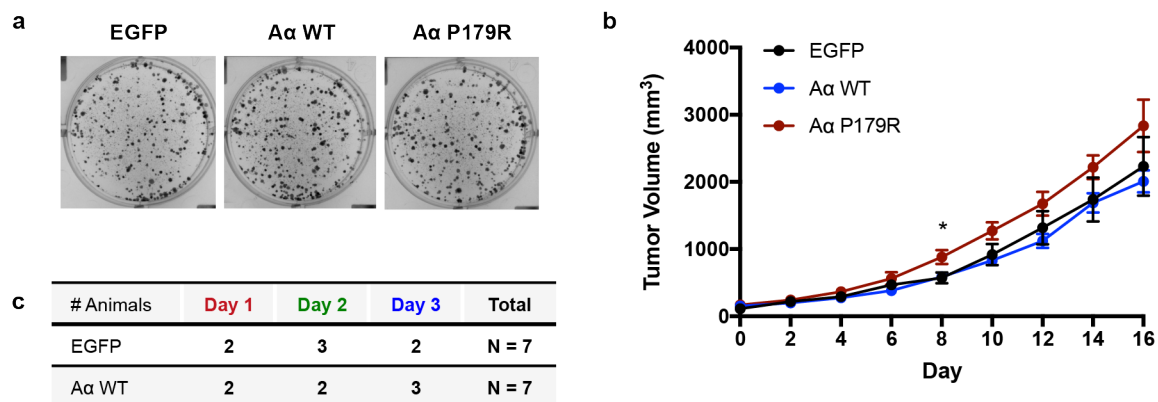 a
EGFP Aα WT Aα P179R
b
EGFP
Aα WT
Aα P179R
Tumor Volume (mm³)
4000
3000
2000
1000
0
*
0 2 4 6 8 10 12 14 16
Day
c
# Animals Day 1 Day 2 Day 3 Total
EGFP 2 3 2 N = 7
Aα WT 2 2 3 N = 7